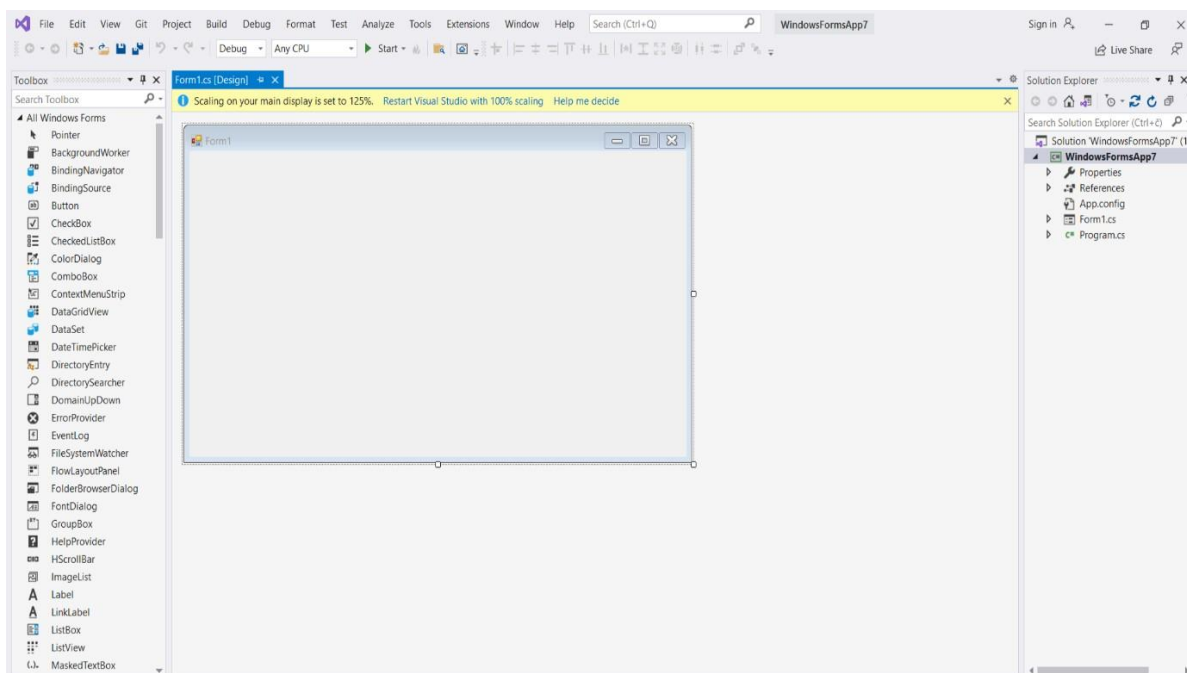 File Edit View Git Project Build Debug Format Test Analyze Tools Extensions Window Help Search (Ctrl+Q) WindowsFormsApp7 Sign in
Debug Any CPU Start Live Share
Toolbox
Search Toolbox
All Windows Forms
Pointer
BackgroundWorker
BindingNavigator
BindingSource
Button
CheckBox
CheckedListBox
ColorDialog
ComboBox
ContextMenuStrip
DataGridView
DataSet
DateTimePicker
DirectoryEntry
DirectorySearcher
DomainUpDown
ErrorProvider
EventLog
FileSystemWatcher
FlowLayoutPanel
FolderBrowserDialog
FontDialog
GroupBox
HelpProvider
HScrollBar
ImageList
Label
LinkLabel
ListBox
ListView
MaskedTextBox
Form1.cs [Design]
Scaling on your main display is set to 125%. Restart Visual Studio with 100% scaling Help me decide
Form1
Solution Explorer
Search Solution Explorer (Ctrl+č)
Solution 'WindowsFormsApp7' (1
WindowsFormsApp7
Properties
References
App.config
Form1.cs
Program.cs